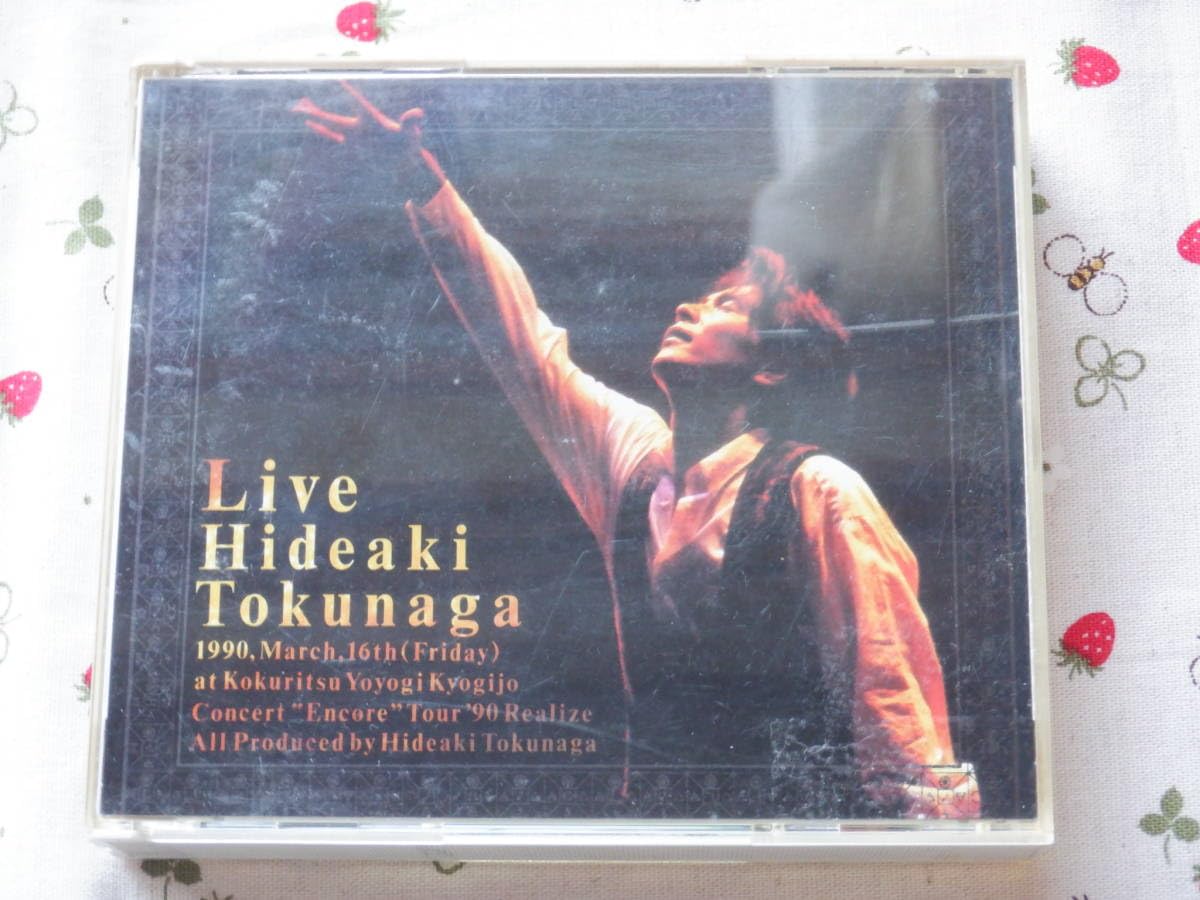 Live
Hideaki
Tokunaga
1990, March, 16th (Friday)
at Kokuritsu Yoyogi Kyogijo
Concert "Encore" Tour '90 Realize
All Produced by Hideaki Tokunaga